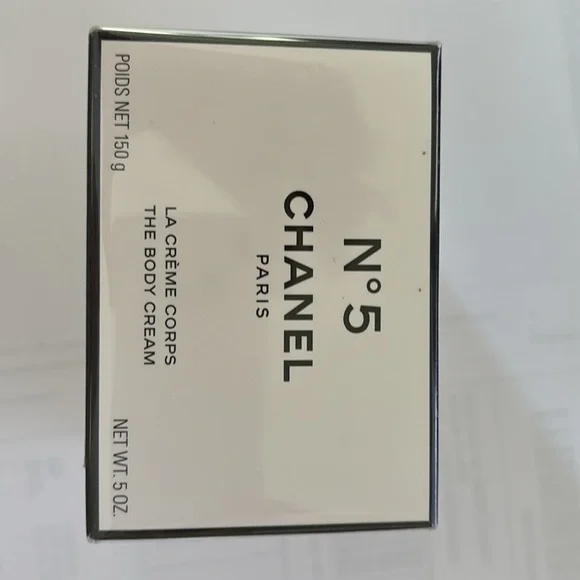 N°5
CHANEL
PARIS
LA CRÈME CORPS
THE BODY CREAM
POIDS NET 150 g
NET WT. 5 OZ.